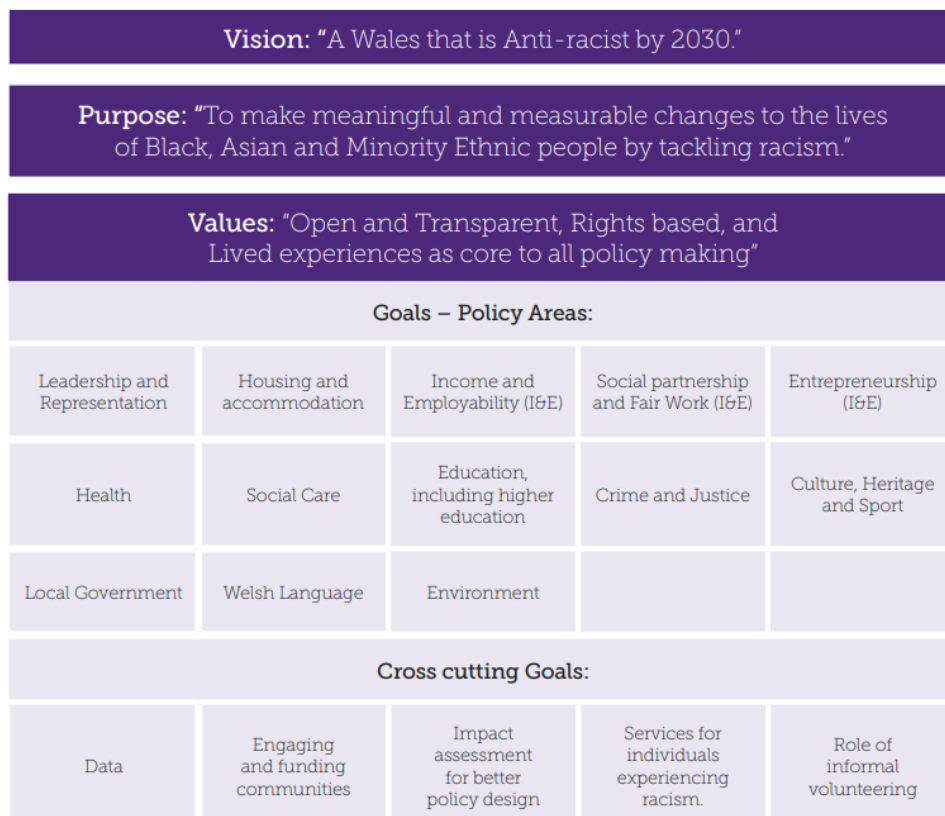 Vision: “A Wales that is Anti-racist by 2030.”
Purpose: “To make meaningful and measurable changes to the lives
of Black, Asian and Minority Ethnic people by tackling racism.”
Values: “Open and Transparent, Rights based, and
Lived experiences as core to all policy making”
Goals – Policy Areas:
Leadership and
Representation
Housing and
accommodation
Income and
Employability (I&E)
Social partnership
and Fair Work (I&E)
Entrepreneurship
(I&E)
Health
Social Care
Education,
including higher
education
Crime and Justice
Culture, Heritage
and Sport
Local Government
Welsh Language
Environment
Cross cutting Goals:
Data
Engaging
and funding
communities
Impact
assessment
for better
policy design
Services for
individuals
experiencing
racism.
Role of
informal
volunteering